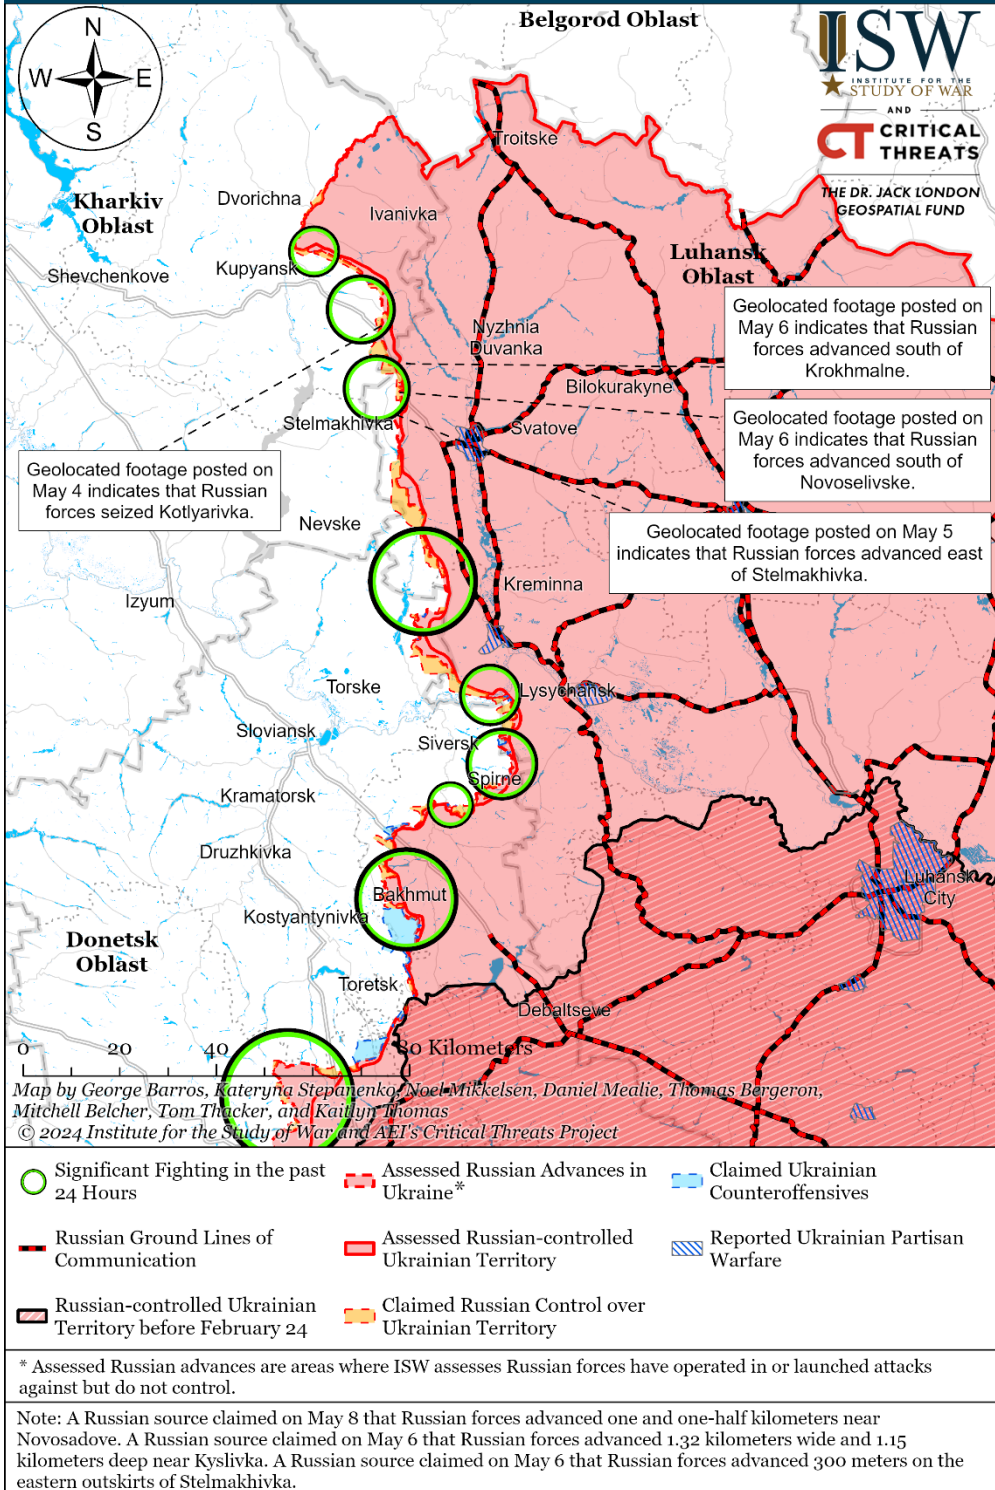 Belgorod Oblast
N
W
E
S
ISW
INSTITUTE FOR THE
STUDY OF WAR
AND
CT CRITICAL
THREATS
THE DR. JACK LONDON
GEOSPATIAL FUND
Troitske
Dvorichna
Kharkiv
Oblast
Ivanivka
Kupyansk
Shevchenkove
Luhansk
Oblast
Geolocated footage posted on
May 6 indicates that Russian
forces advanced south of
Krokhmalne.
Nyzhnia
Duvanka
Bilokurakyne
Stelmakhivka
Svatove
Geolocated footage posted on
May 6 indicates that Russian
forces advanced south of
Novoselivske.
Geolocated footage posted on
May 4 indicates that Russian
forces seized Kotlyarivka.
Nevske
Geolocated footage posted on May 5
indicates that Russian forces advanced east
of Stelmakhivka.
Kreminna
Izyum
Torske
Lysychansk
Sloviansk
Siversk
Spirne
Kramatorsk
Druzhkivka
Bakhmut
Luhansk
City
Kostyantynivka
Donetsk
Oblast
Toretsk
Debaltseve
0 20 40 80 Kilometers
Map by George Barros, Kateryna Stepanenko, Noel Mikkelsen, Daniel Mealie, Thomas Bergeron,
Mitchell Belcher, Tom Thacker, and Kaitlyn Thomas
© 2024 Institute for the Study of War and AEI's Critical Threats Project
Significant Fighting in the past
24 Hours
Assessed Russian Advances in
Ukraine*
Claimed Ukrainian
Counteroffensives
Russian Ground Lines of
Communication
Assessed Russian-controlled
Ukrainian Territory
Reported Ukrainian Partisan
Warfare
Russian-controlled Ukrainian
Territory before February 24
Claimed Russian Control over
Ukrainian Territory
* Assessed Russian advances are areas where ISW assesses Russian forces have operated in or launched attacks
against but do not control.
Note: A Russian source claimed on May 8 that Russian forces advanced one and one-half kilometers near
Novosadove. A Russian source claimed on May 6 that Russian forces advanced 1.32 kilometers wide and 1.15
kilometers deep near Kyslivka. A Russian source claimed on May 6 that Russian forces advanced 300 meters on the
eastern outskirts of Stelmakhivka.